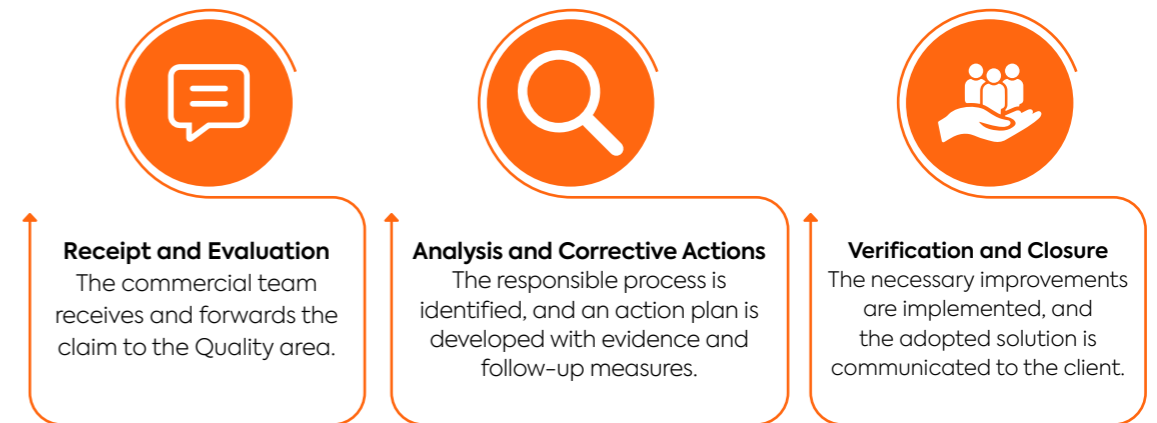 Receipt and Evaluation
The commercial team
receives and forwards the
claim to the Quality area.
Analysis and Corrective Actions
The responsible process is
identified, and an action plan is
developed with evidence and
follow-up measures.
Verification and Closure
The necessary improvements
are implemented, and
the adopted solution is
communicated to the client.